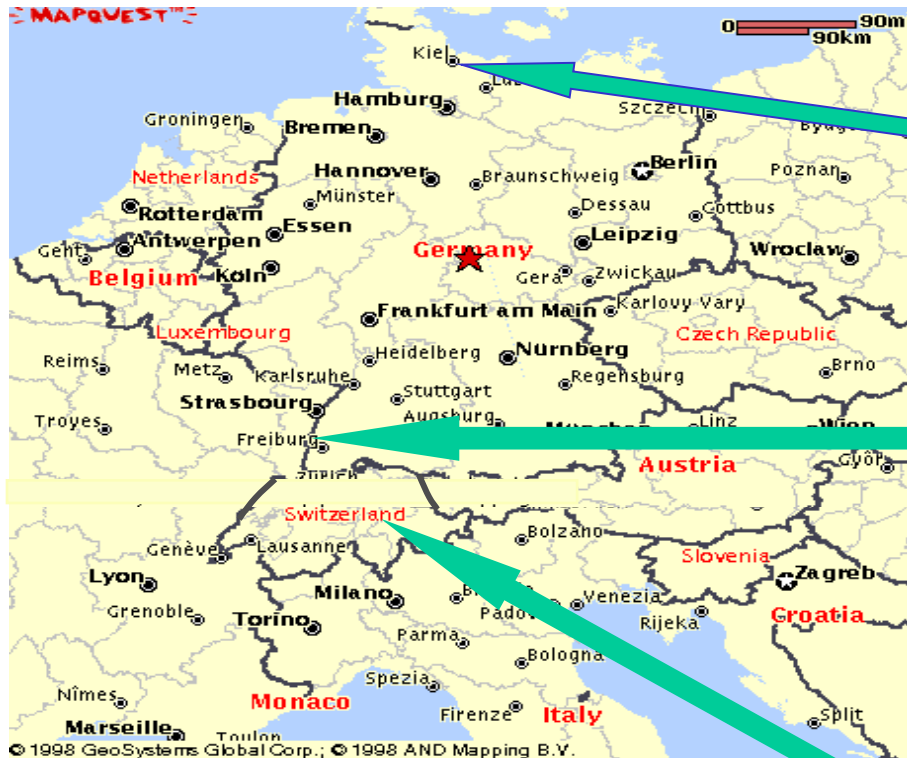 MAPQUEST™
0 90m
90km
Kiel
Hamburg
Szczecin
Groningen
Bremen
Netherlands
Hannover
Berlin
Poznan
Münster
Braunschweig
Rotterdam
Dessau
Cottbus
Essen
Antwerpen
Leipzig
Gent
Germany
Wroclaw
Belgium
Köln
Gera
Zwickau
Frankfurt am Main
Karlovy Vary
Luxembourg
Czech Republic
Reims
Metz
Heidelberg
Nürnberg
Brno
Karlsruhe
Regensburg
Stuttgart
Strasbourg
Augsburg
Troyes
Linz
Wien
Freiburg
Györ
Austria
Zürich
Switzerland
Bolzano
Genève
Lausanne
Slovenia
Lyon
Zagreb
Milano
Venezia
Grenoble
Padov
Croatia
Torino
Rijeka
Parma
Bologna
Spezia
Nîmes
Monaco
Firenze
Italy
Split
Marseille
Toulon
© 1998 GeoSystems Global Corp.; © 1998 AND Mapping B.V.